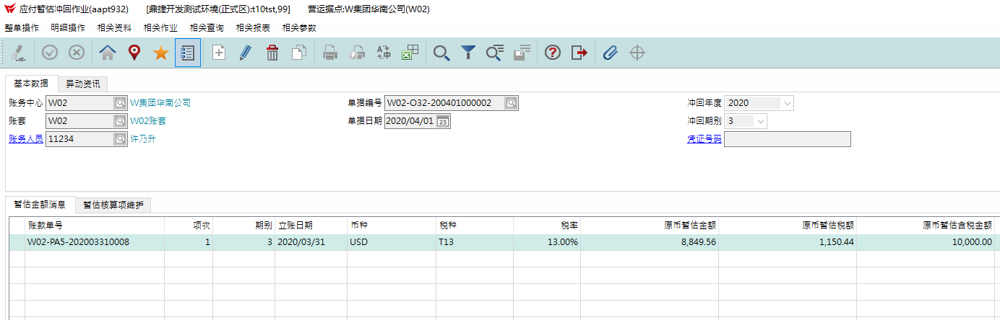 应付暂估冲回作业(aapt932) [鼎捷开发测试环境(正式区):t10tst,99] 营运据点:W集团华南公司(W02)
整单操作 明细操作 相关资料 相关作业 相关查询 相关报表 相关参数
基本数据 异动资讯
账务中心 W02 W集团华南公司 单据编号 W02-O32-200401000002 冲回年度 2020
账套 W02 W02账套 单据日期 2020/04/01 25 冲回期别 3
账务人员 11234 许乃升 凭证号码
暂估金额消息 暂估核算项维护
账款单号 项次 期别 立账日期 币种 税种 税率 原币暂估金额 原币暂估税额 原币暂估含税金额
W02-PA5-202003310008 1 3 2020/03/31 USD T13 13.00% 8,849.56 1,150.44 10,000.00